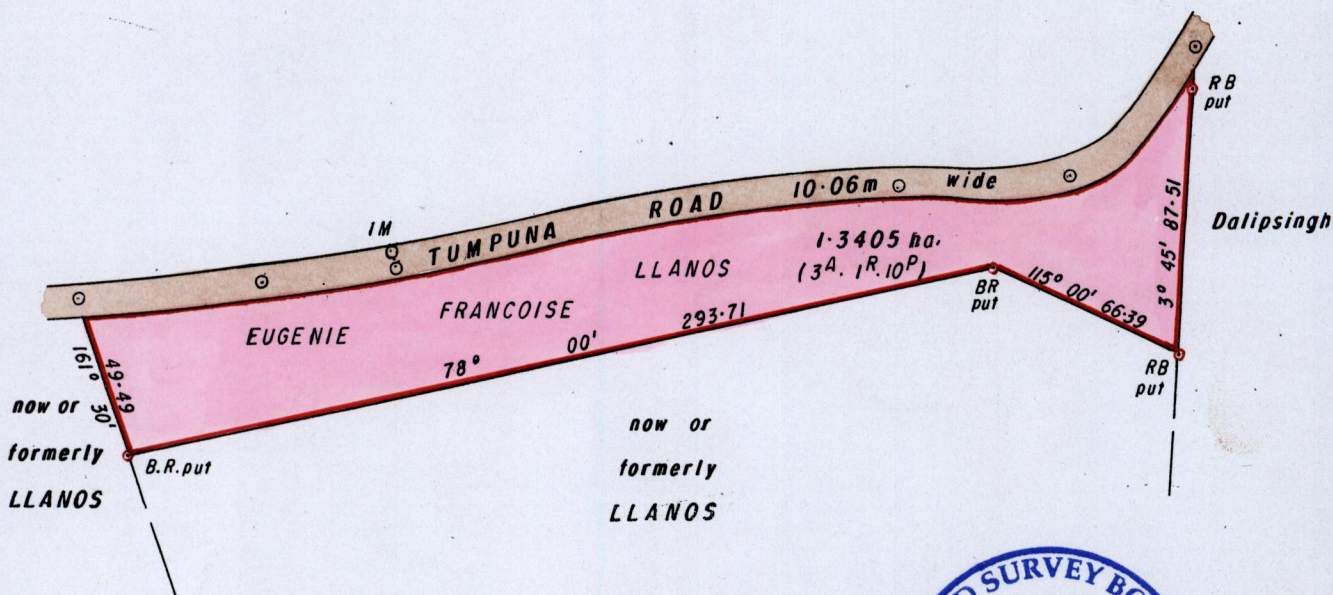 RB
put
10·06m wide
TUMPUNA ROAD
1M
Dalipsingh
3° 45' 87·51
1·3405 ha.
(3ᴬ. 1ᴿ. 10ᴾ)
EUGENIE FRANCOISE LLANOS
BR
put
115° 00' 66·39
78° 00' 293·71
RB
put
161° 30'
49·49
B.R. put
now or
formerly
LLANOS
now or
formerly
LLANOS
D SURVEY BO